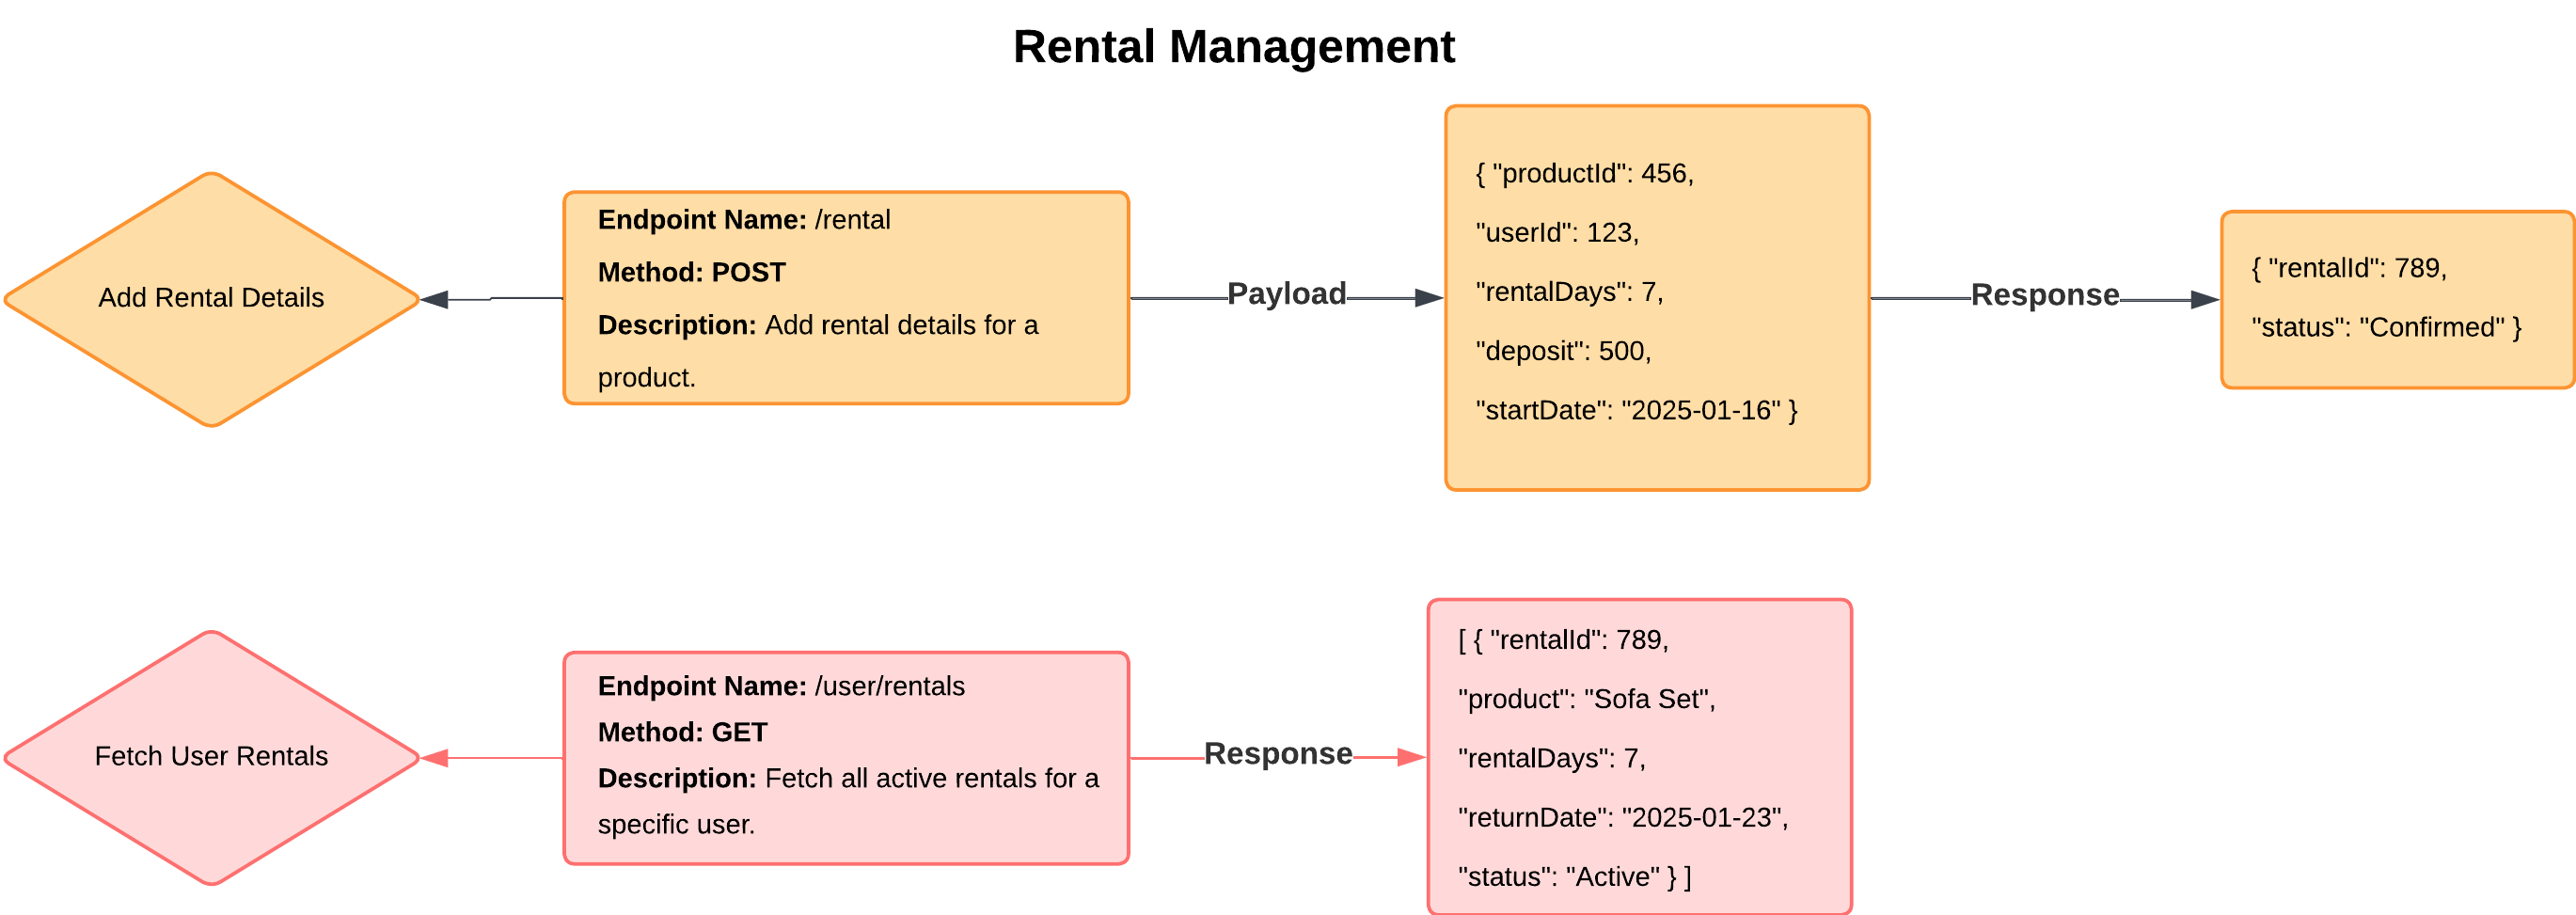 Rental Management
Add Rental Details
Endpoint Name: /rental
Method: POST
Description: Add rental details for a
product.
Payload
{ "productId": 456,
"userId": 123,
"rentalDays": 7,
"deposit": 500,
"startDate": "2025-01-16" }
Response
{ "rentalId": 789,
"status": "Confirmed" }
Fetch User Rentals
Endpoint Name: /user/rentals
Method: GET
Description: Fetch all active rentals for a
specific user.
Response
[ { "rentalId": 789,
"product": "Sofa Set",
"rentalDays": 7,
"returnDate": "2025-01-23",
"status": "Active" } ]